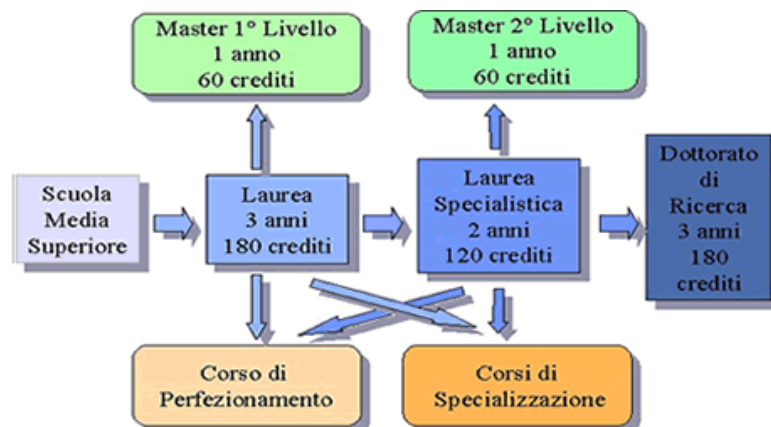 Master 1° Livello
1 anno
60 crediti
Master 2° Livello
1 anno
60 crediti
Scuola
Media
Superiore
Laurea
3 anni
180 crediti
Laurea
Specialistica
2 anni
120 crediti
Dottorato
di
Ricerca
3 anni
180
crediti
Corso di
Perfezionamento
Corsi di
Specializzazione